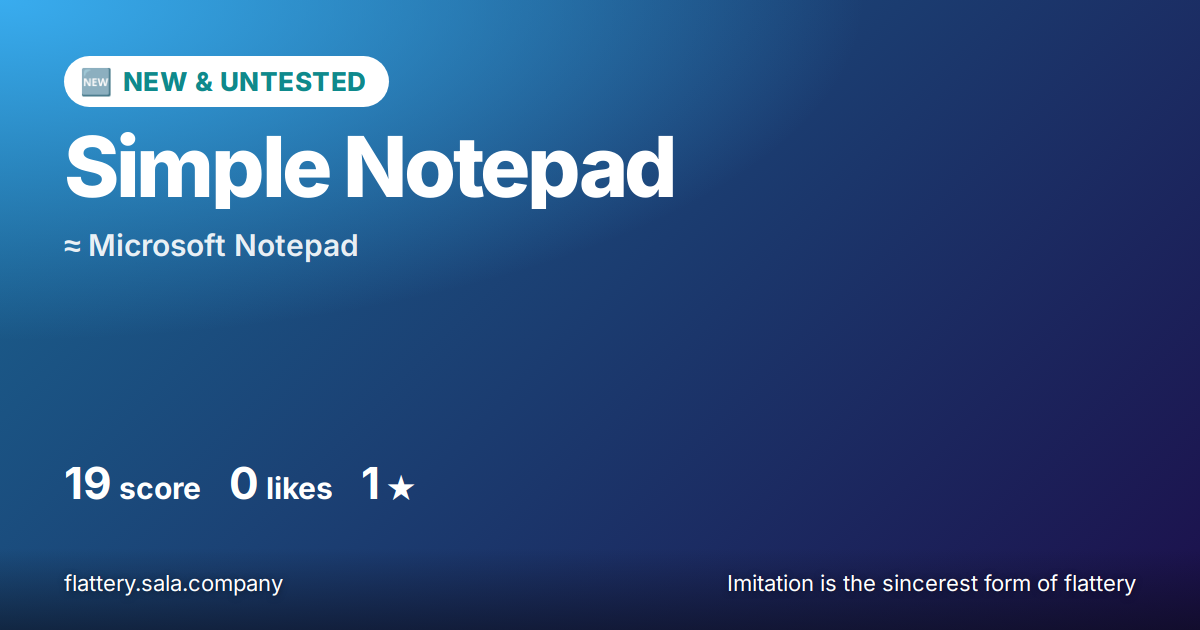 🆕 NEW & UNTESTED
Simple Notepad
≈ Microsoft Notepad
19 score 0 likes 1 ★
flattery.sala.company
Imitation is the sincerest form of flattery